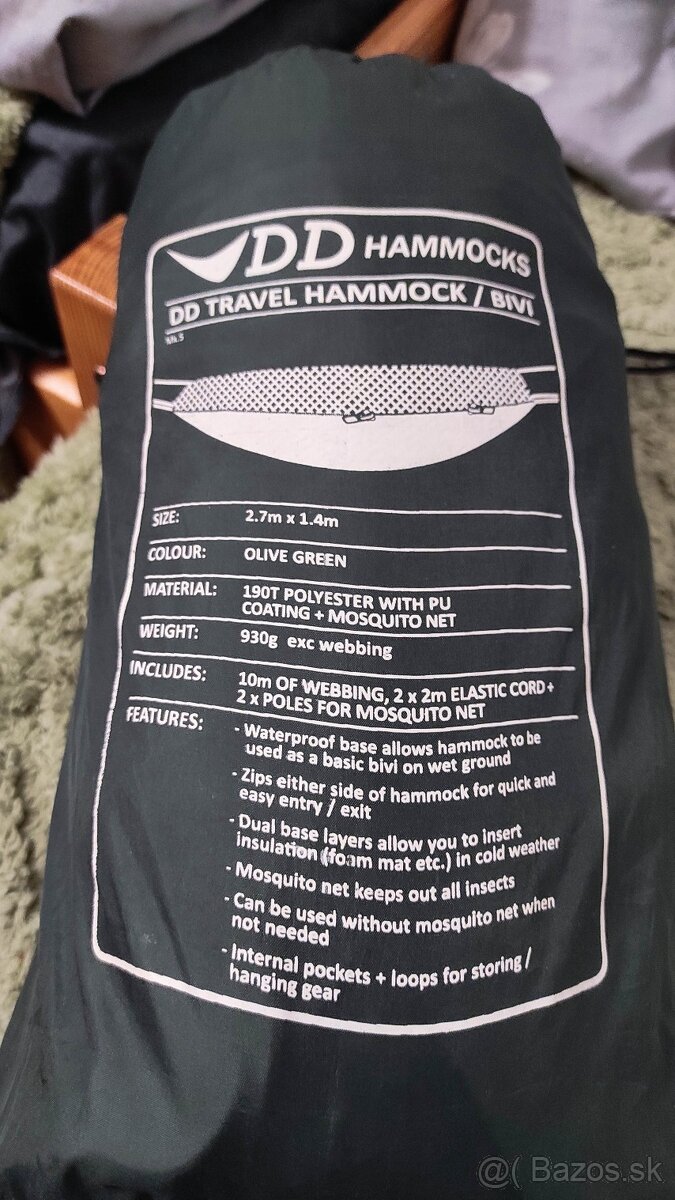 DD HAMMOCKS
DD TRAVEL HAMMOCK / BIVI
SIZE: 2.7m x 1.4m
COLOUR: OLIVE GREEN
MATERIAL: 190T POLYESTER WITH PU
COATING + MOSQUITO NET
WEIGHT: 930g exc webbing
INCLUDES: 10m OF WEBBING, 2 x 2m ELASTIC CORD +
2 x POLES FOR MOSQUITO NET
FEATURES: - Waterproof base allows hammock to be
used as a basic bivi on wet ground
- Zips either side of hammock for quick and
easy entry / exit
- Dual base layers allow you to insert
insulation (foam mat etc.) in cold weather
- Mosquito net keeps out all insects
- Can be used without mosquito net when
not needed
- Internal pockets + loops for storing /
hanging gear
@( Bazos.sk